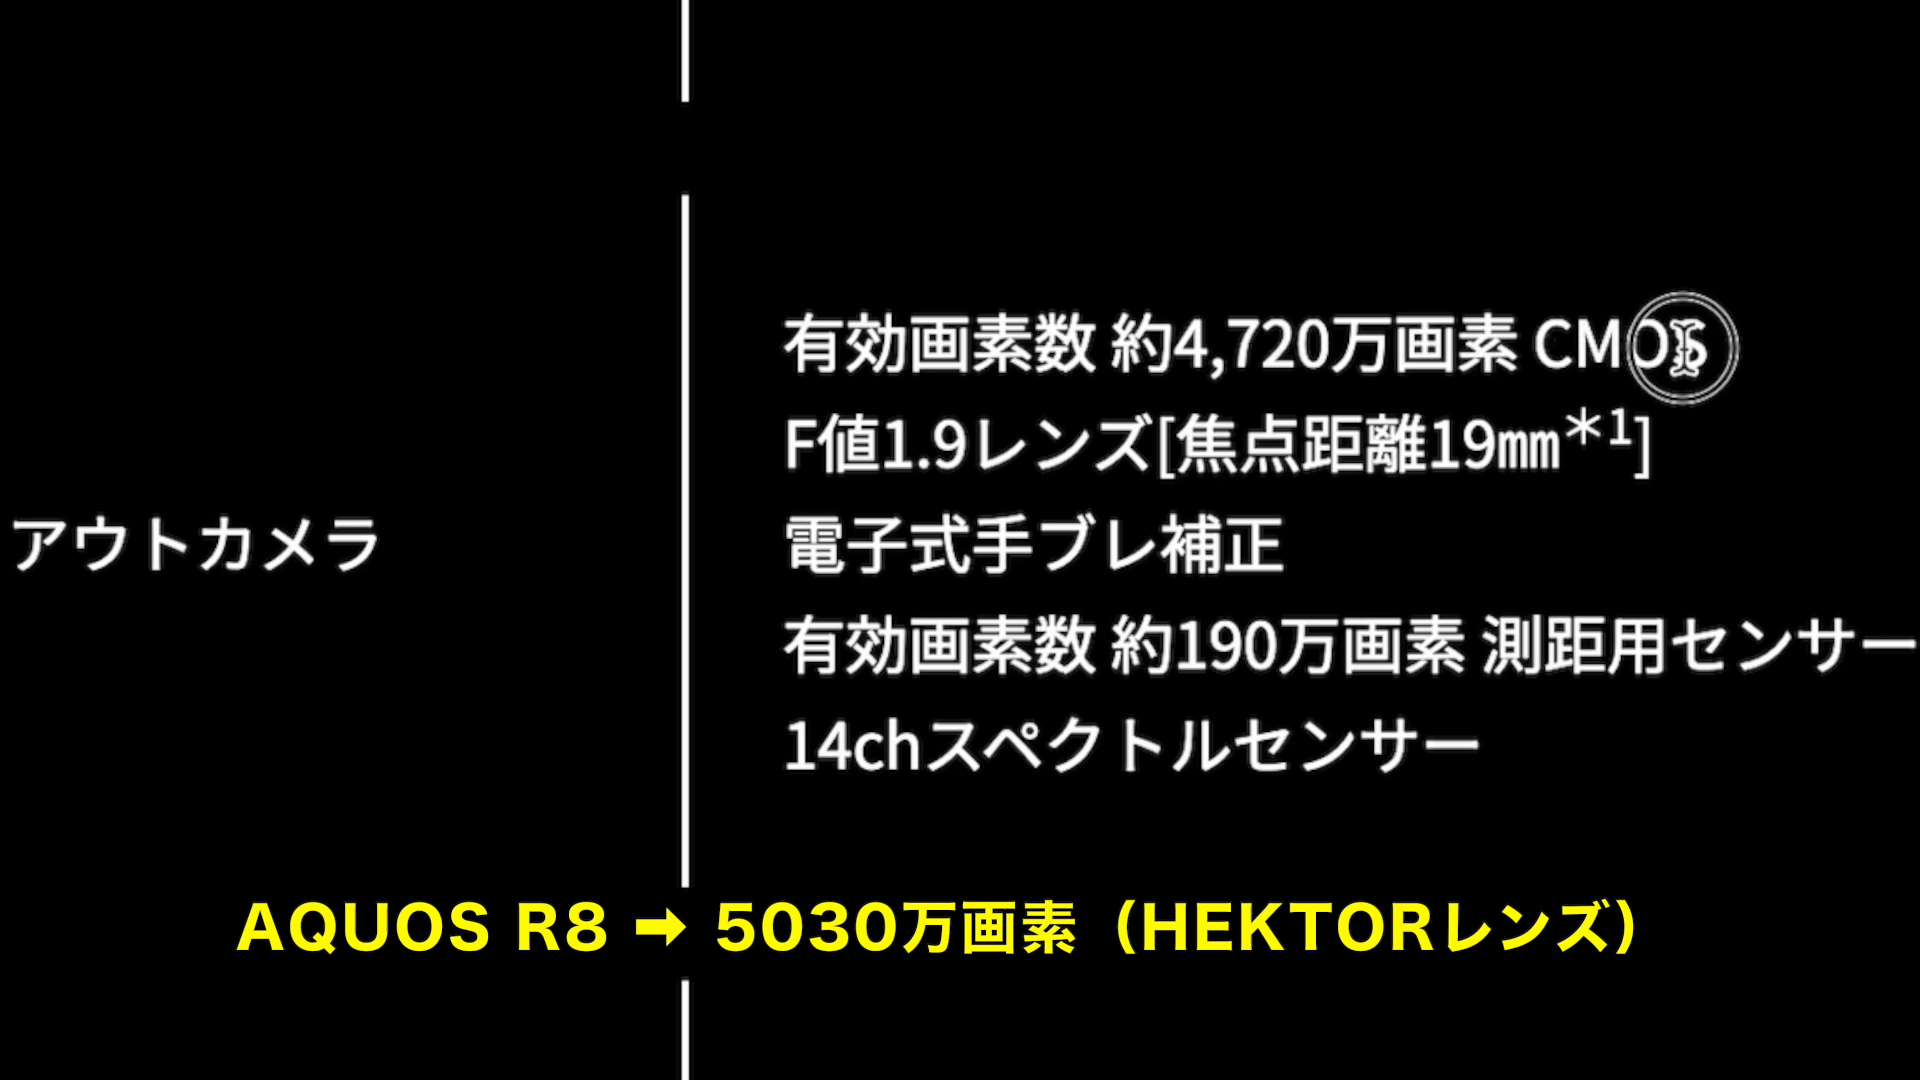 有効画素数 約4,720万画素 CMOS
F値1.9レンズ[焦点距離19㎜＊1]
アウトカメラ
電子式手ブレ補正
有効画素数 約190万画素 測距用センサー
14chスペクトルセンサー
AQUOS R8 ➡ 5030万画素（HEKTORレンズ）